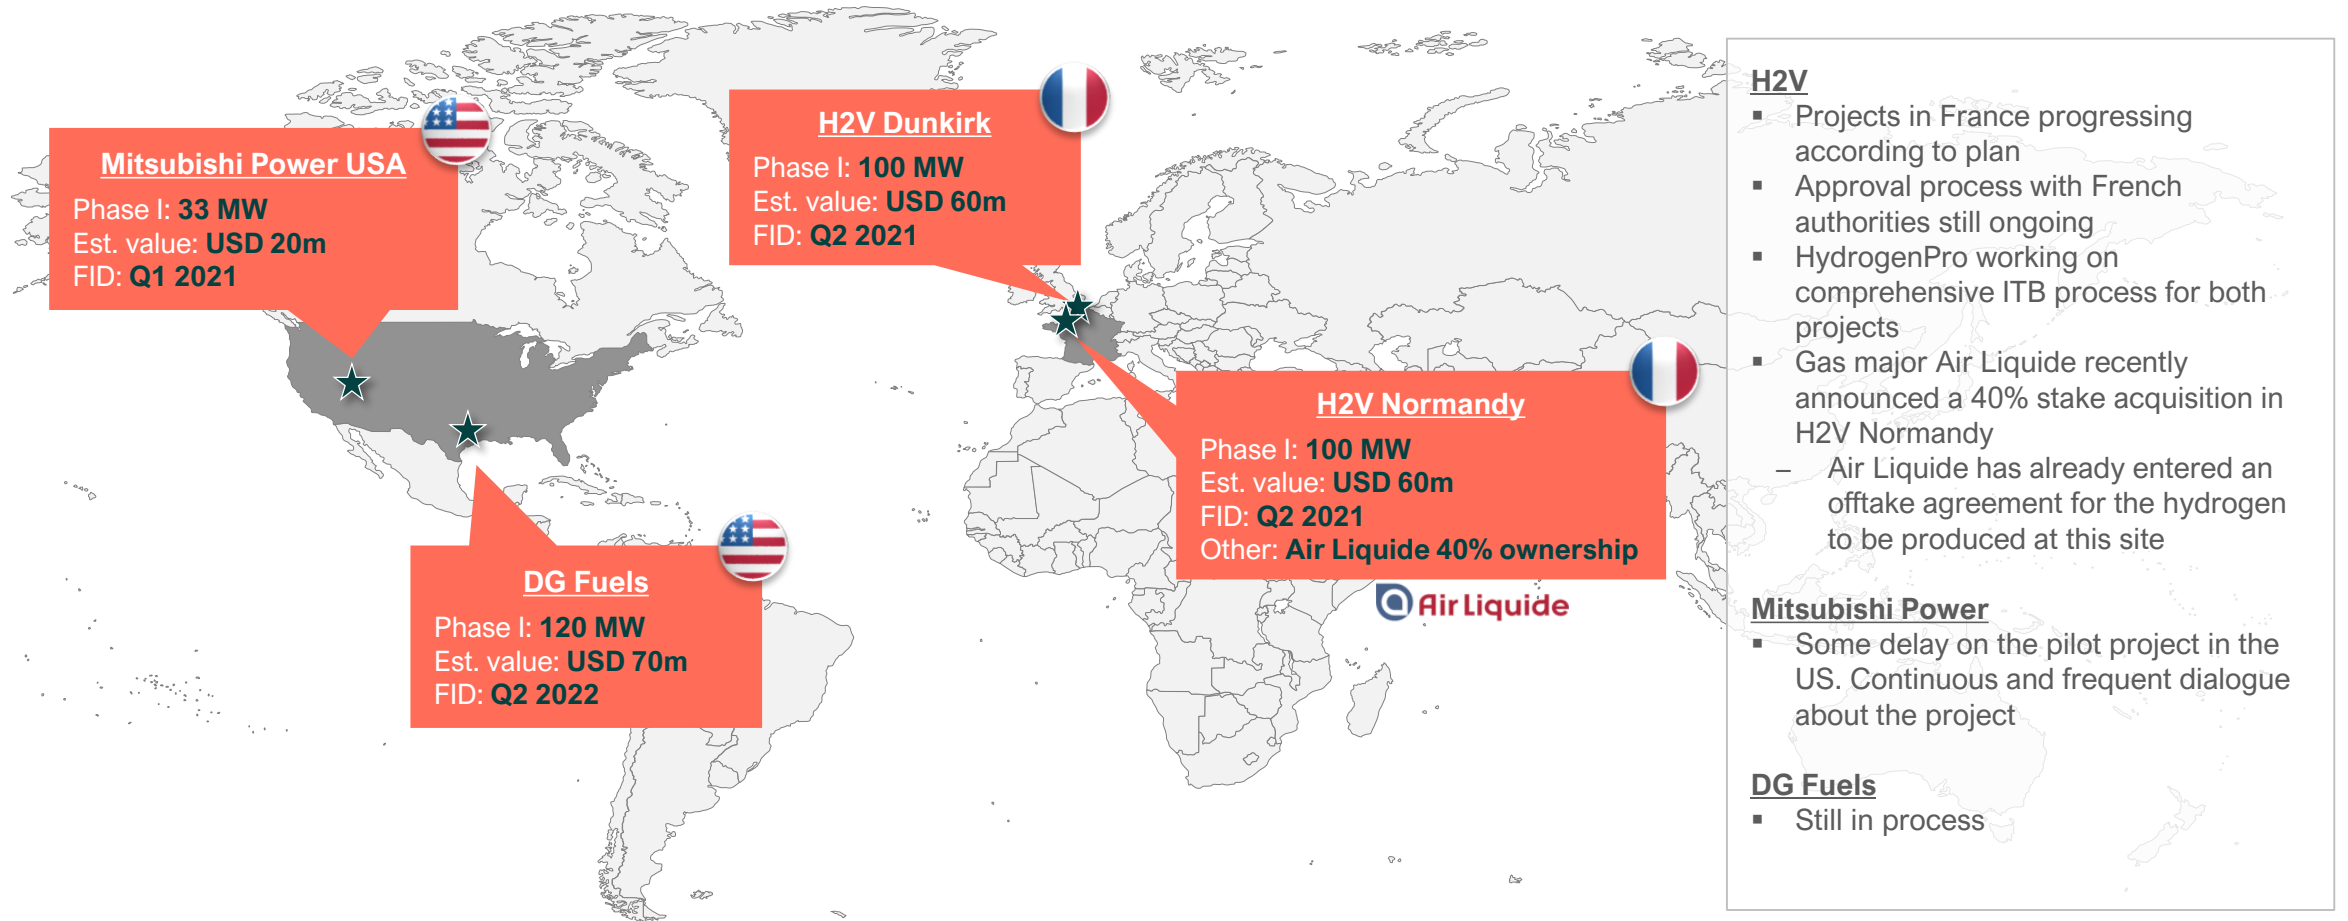 Mitsubishi Power USA
Phase I: 33 MW
Est. value: USD 20m
FID: Q1 2021
H2V Dunkirk
Phase I: 100 MW
Est. value: USD 60m
FID: Q2 2021
H2V Normandy
Phase I: 100 MW
Est. value: USD 60m
FID: Q2 2021
Other: Air Liquide 40% ownership
Air Liquide
DG Fuels
Phase I: 120 MW
Est. value: USD 70m
FID: Q2 2022
H2V
▪ Projects in France progressing
according to plan
▪ Approval process with French
authorities still ongoing
▪ HydrogenPro working on
comprehensive ITB process for both
projects
▪ Gas major Air Liquide recently
announced a 40% stake acquisition in
H2V Normandy
– Air Liquide has already entered an
offtake agreement for the hydrogen
to be produced at this site
Mitsubishi Power
▪ Some delay on the pilot project in the
US. Continuous and frequent dialogue
about the project
DG Fuels
▪ Still in process